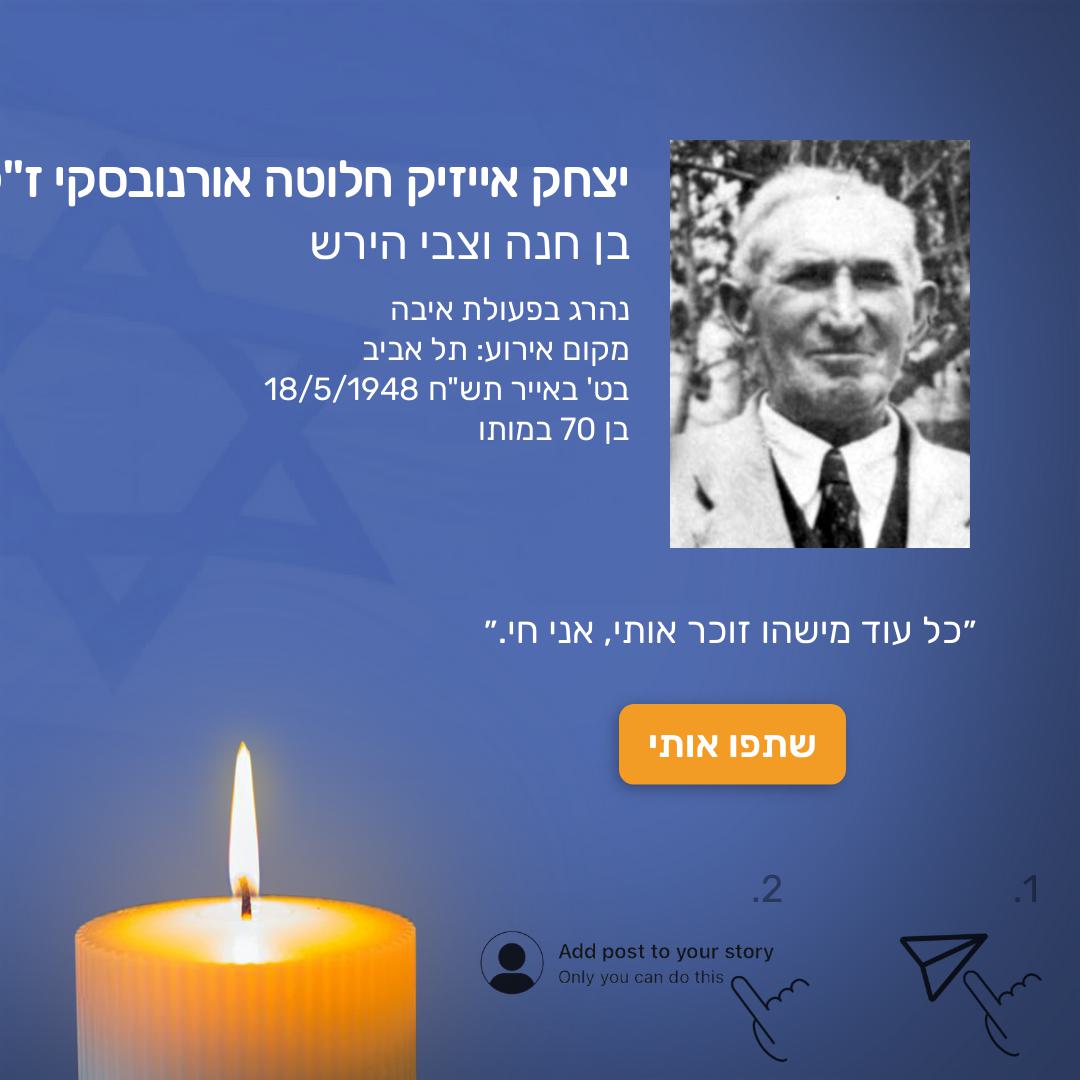 יצחק אייזיק חלוטה אורנובסקי ז"ל
בן חנה וצבי הירש
נהרג בפעולת איבה
מקום אירוע: תל אביב
בט' באייר תש"ח 18/5/1948
בן 70 במותו
״כל עוד מישהו זוכר אותי, אני חי.״
שתפו אותי
1.
2.
Add post to your story
Only you can do this